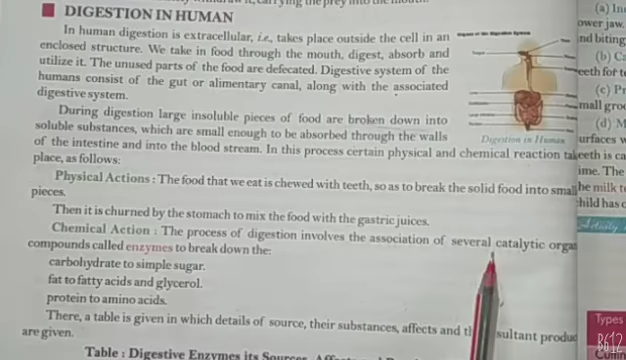 DIGESTION IN HUMAN
In human digestion is extracellular, i.e., takes place outside the cell in an
enclosed structure. We take in food through the mouth, digest, absorb and
utilize it. The unused parts of the food are defecated. Digestive system of the
humans consist of the gut or alimentary canal, along with the associated
digestive system.
During digestion large insoluble pieces of food are broken down into
soluble substances, which are small enough to be absorbed through the walls
of the intestine and into the blood stream. In this process certain physical and chemical reaction
place, as follows:
Physical Actions : The food that we eat is chewed with teeth, so as to break the solid food into
pieces.
Then it is churned by the stomach to mix the food with the gastric juices.
Chemical Action : The process of digestion involves the association of several catalytic
compounds called enzymes to break down the:
carbohydrate to simple sugar.
fat to fatty acids and glycerol.
protein to amino acids.
There, a table is given in which details of source, their substances, affects and
are given.
Table : Digestive Enzymes its
Digestion in Human
(a)
ower jaw.
nd biting
(b)
eeth for
(c)
mall
(d)
urfaces
eeth is
ime. The
he milk
hild has
Activity
Types
B612